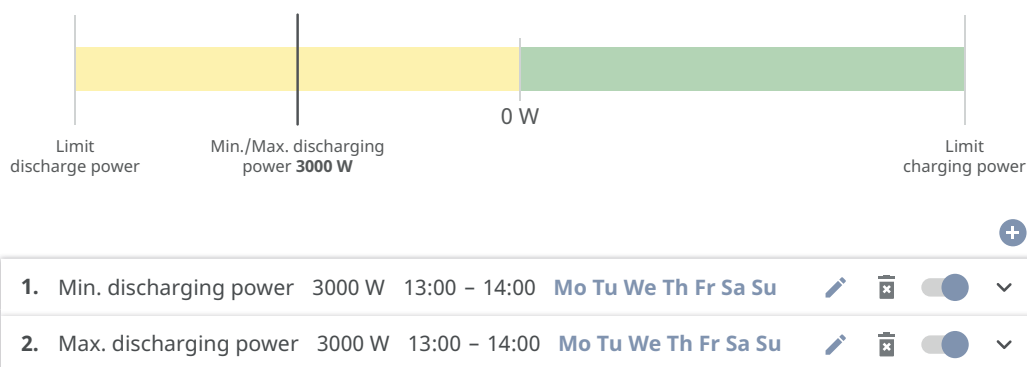 0 W
Limit
discharge power
Min./Max. discharging
power 3000 W
Limit
charging power
1. Min. discharging power 3000 W 13:00 – 14:00 Mo Tu We Th Fr Sa Su
2. Max. discharging power 3000 W 13:00 – 14:00 Mo Tu We Th Fr Sa Su